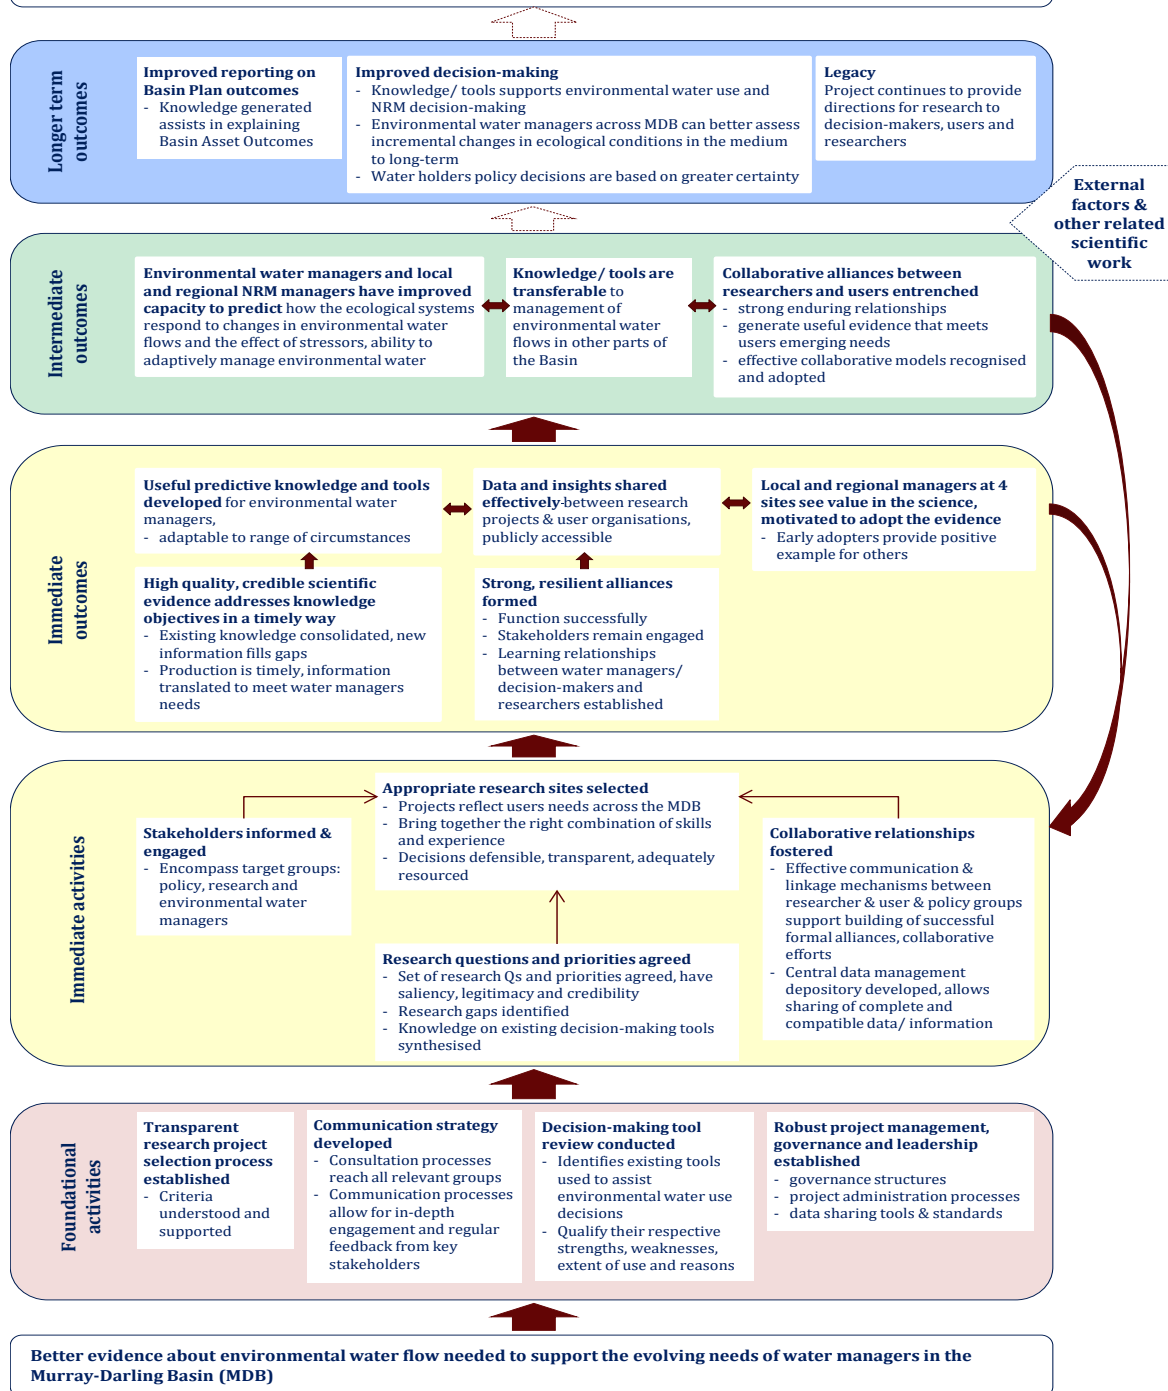 Longer term
outcomes
Improved reporting on
Basin Plan outcomes
- Knowledge generated
assists in explaining
Basin Asset Outcomes
Improved decision-making
- Knowledge/ tools supports environmental water use and
NRM decision-making
- Environmental water managers across MDB can better assess
incremental changes in ecological conditions in the medium
to long-term
- Water holders policy decisions are based on greater certainty
Legacy
Project continues to provide
directions for research to
decision-makers, users and
researchers
External
factors &
other related
scientific
work
Intermediate
outcomes
Environmental water managers and local
and regional NRM managers have improved
capacity to predict how the ecological systems
respond to changes in environmental water
flows and the effect of stressors, ability to
adaptively manage environmental water
Knowledge/ tools are
transferable to
management of
environmental water
flows in other parts of
the Basin
Collaborative alliances between
researchers and users entrenched
- strong enduring relationships
- generate useful evidence that meets
users emerging needs
- effective collaborative models recognised
and adopted
Immediate
outcomes
Useful predictive knowledge and tools
developed for environmental water
managers,
- adaptable to range of circumstances
Data and insights shared
effectively-between research
projects & user organisations,
publicly accessible
Local and regional managers at 4
sites see value in the science,
motivated to adopt the evidence
- Early adopters provide positive
example for others
High quality, credible scientific
evidence addresses knowledge
objectives in a timely way
- Existing knowledge consolidated, new
information fills gaps
- Production is timely, information
translated to meet water managers
needs
Strong, resilient alliances
formed
- Function successfully
- Stakeholders remain engaged
- Learning relationships
between water managers/
decision-makers and
researchers established
Immediate activities
Appropriate research sites selected
- Projects reflect users needs across the MDB
- Bring together the right combination of skills
and experience
- Decisions defensible, transparent, adequately
resourced
Stakeholders informed &
engaged
- Encompass target groups:
policy, research and
environmental water
managers
Collaborative relationships
fostered
- Effective communication &
linkage mechanisms between
researcher & user & policy groups
support building of successful
formal alliances, collaborative
efforts
- Central data management
depository developed, allows
sharing of complete and
compatible data/ information
Research questions and priorities agreed
- Set of research Qs and priorities agreed, have
saliency, legitimacy and credibility
- Research gaps identified
- Knowledge on existing decision-making tools
synthesised
Foundational
activities
Transparent
research project
selection process
established
- Criteria
understood and
supported
Communication strategy
developed
- Consultation processes
reach all relevant groups
- Communication processes
allow for in-depth
engagement and regular
feedback from key
stakeholders
Decision-making tool
review conducted
- Identifies existing tools
used to assist
environmental water use
decisions
- Qualify their respective
strengths, weaknesses,
extent of use and reasons
Robust project management,
governance and leadership
established
- governance structures
- project administration processes
- data sharing tools & standards
Better evidence about environmental water flow needed to support the evolving needs of water managers in the
Murray-Darling Basin (MDB)